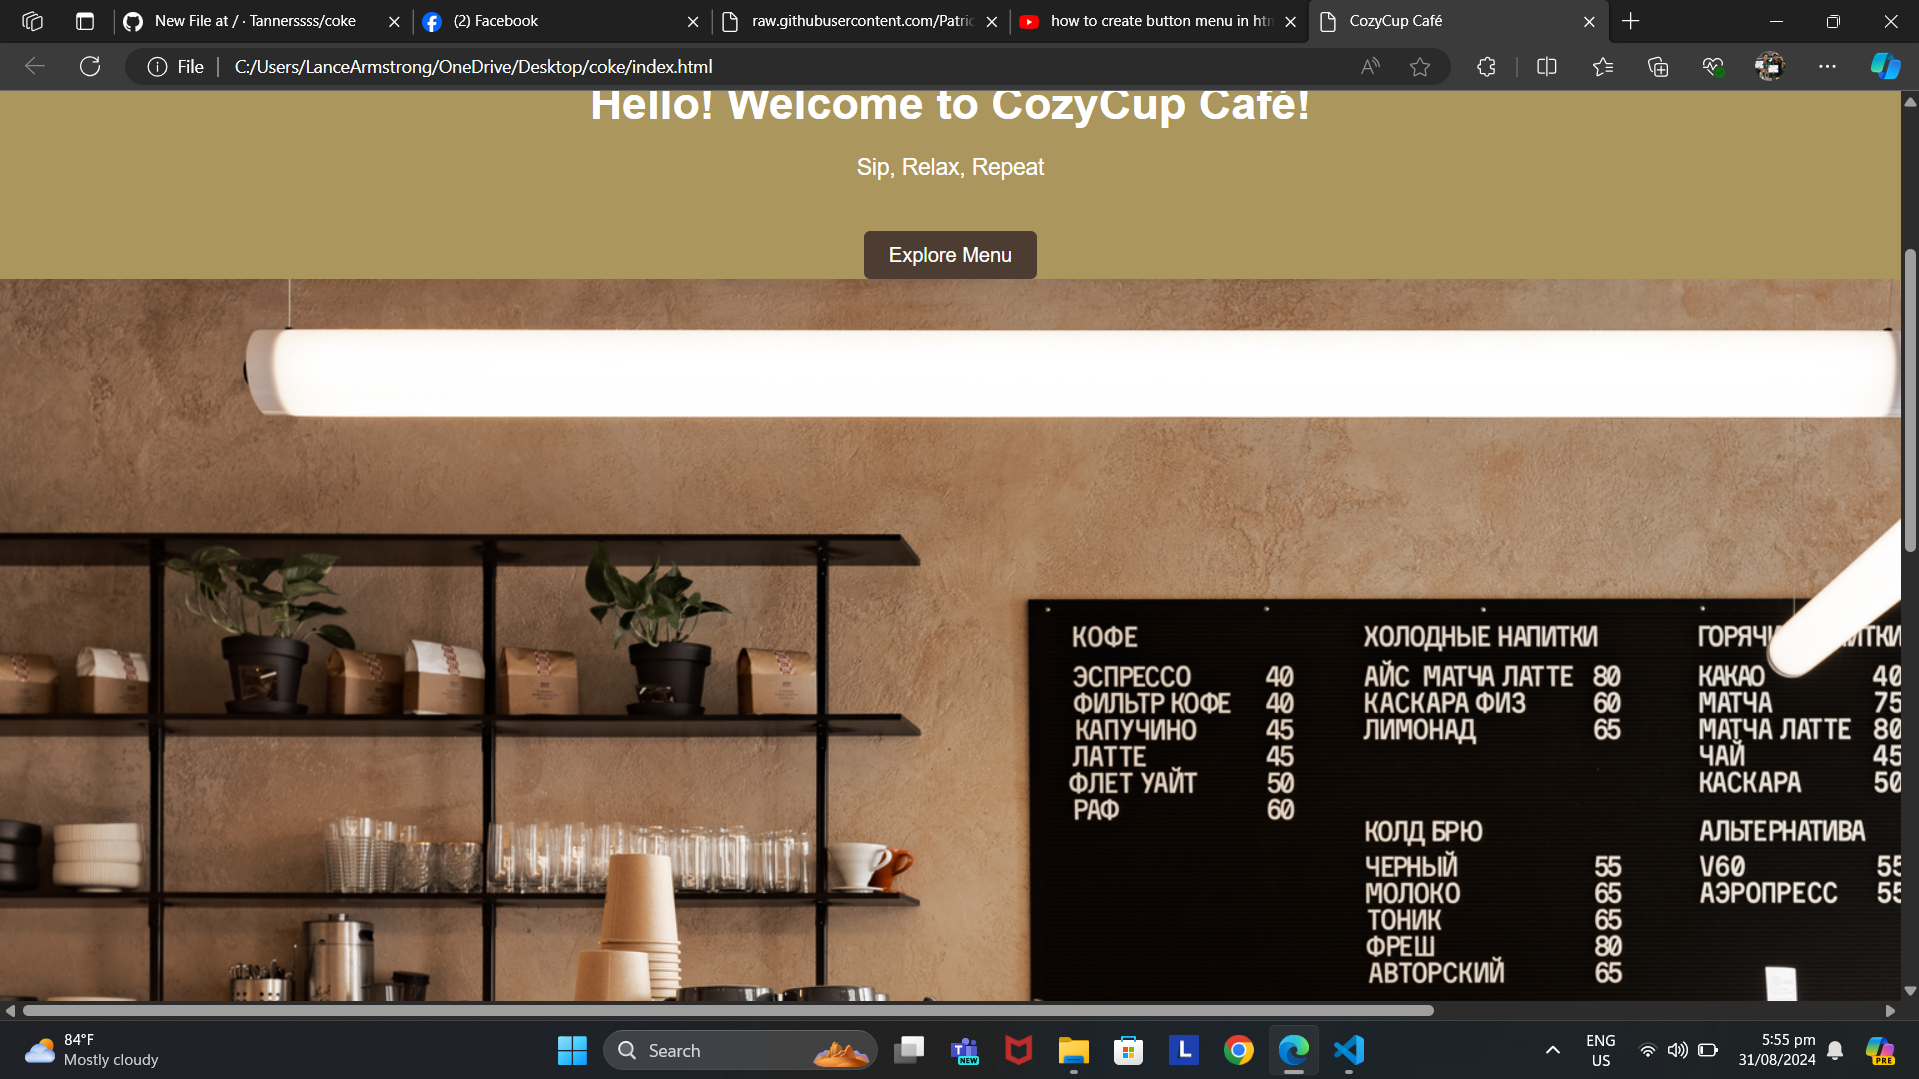 New File at / · Tannerssss/coke
(2) Facebook
raw.githubusercontent.com/Patric
how to create button menu in htm
CozyCup Café
File
C:/Users/LanceArmstrong/OneDrive/Desktop/coke/index.html
Hello! Welcome to CozyCup Café!
Sip, Relax, Repeat
Explore Menu
КОФЕ
ЭСПРЕССО 40
ФИЛЬТР КОФЕ 40
КАПУЧИНО 45
ЛАТТЕ 45
ФЛЕТ УАЙТ 50
РАФ 60
ХОЛОДНЫЕ НАПИТКИ
АЙС МАТЧА ЛАТТЕ 80
КАСКАРА ФИЗ 60
ЛИМОНАД 65
КОЛД БРЮ
ЧЕРНЫЙ 55
МОЛОКО 65
ТОНИК 65
ФРЕШ 80
АВТОРСКИЙ 65
КАКАО 40
МАТЧА 75
МАТЧА ЛАТТЕ 80
ЧАЙ 45
КАСКАРА 50
АЛЬТЕРНАТИВА
V60 55
АЭРОПРЕСС 55
84°F
Mostly cloudy
Search
NEW
L
ENG
US
5:55 pm
31/08/2024
PRE